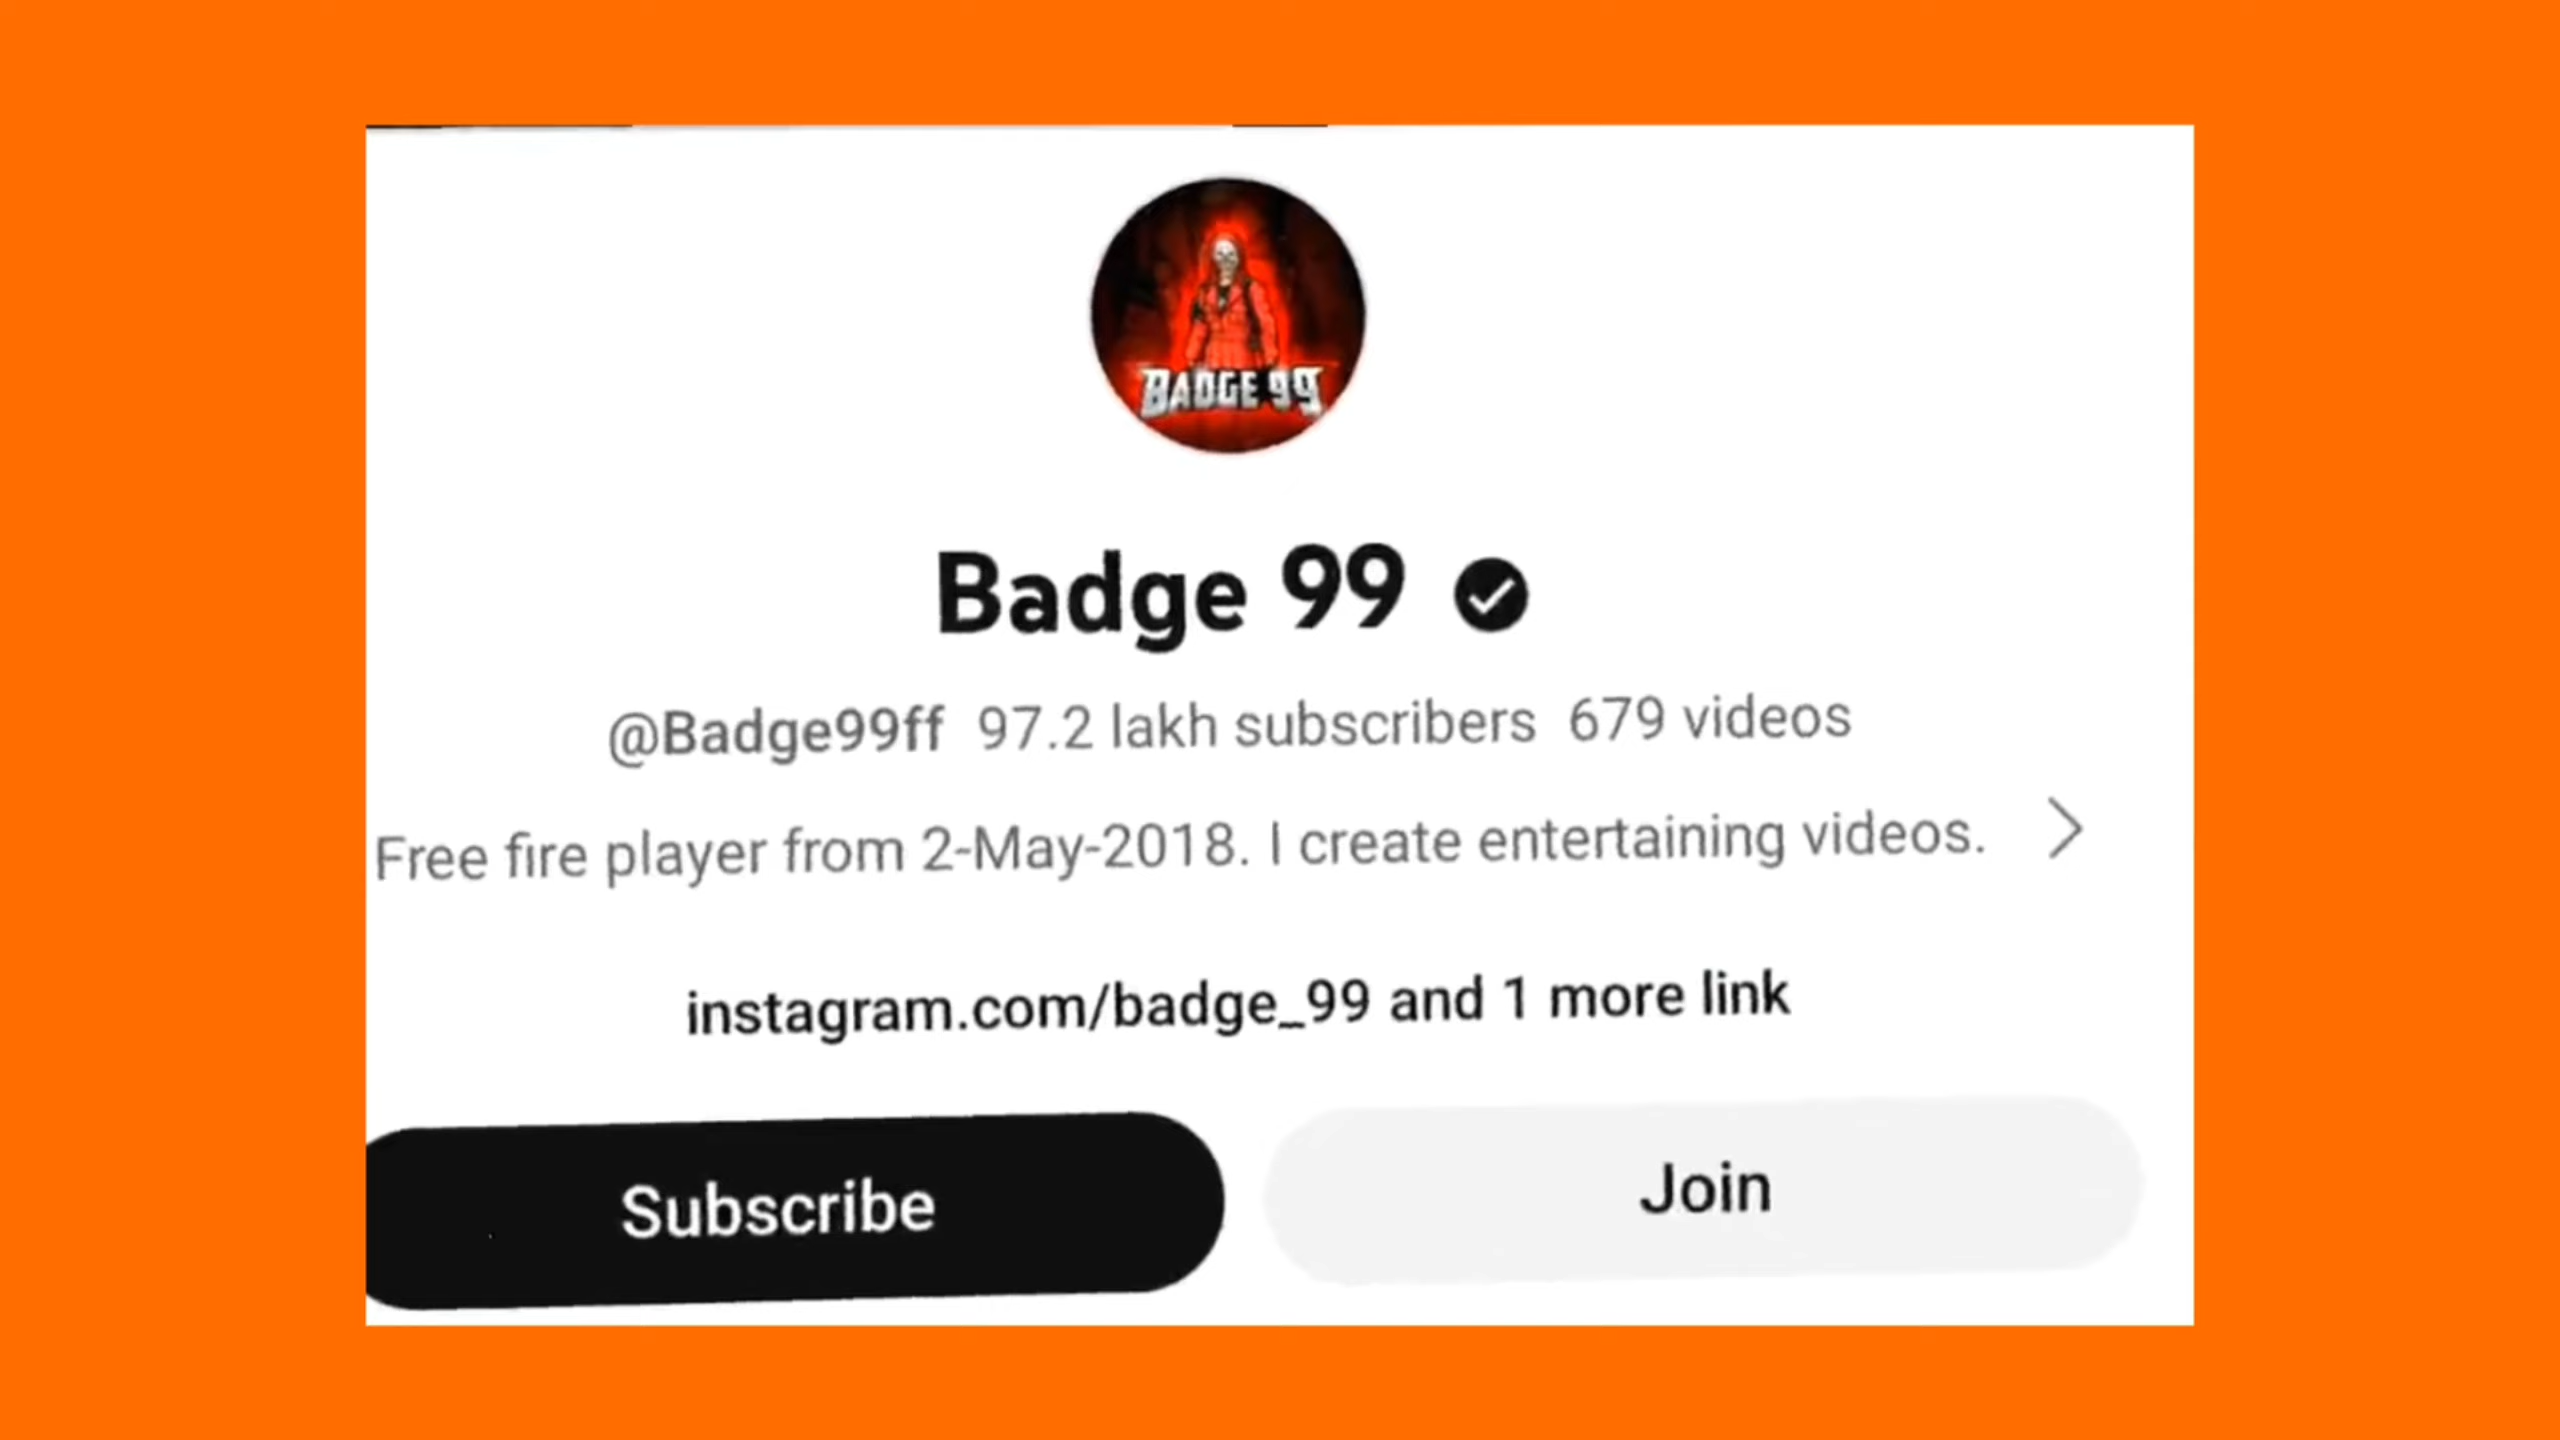 BADGE 99
Badge 99
@Badge99ff 97.2 lakh subscribers 679 videos
Free fire player from 2-May-2018. I create entertaining videos.
instagram.com/badge_99 and 1 more link
Subscribe
Join